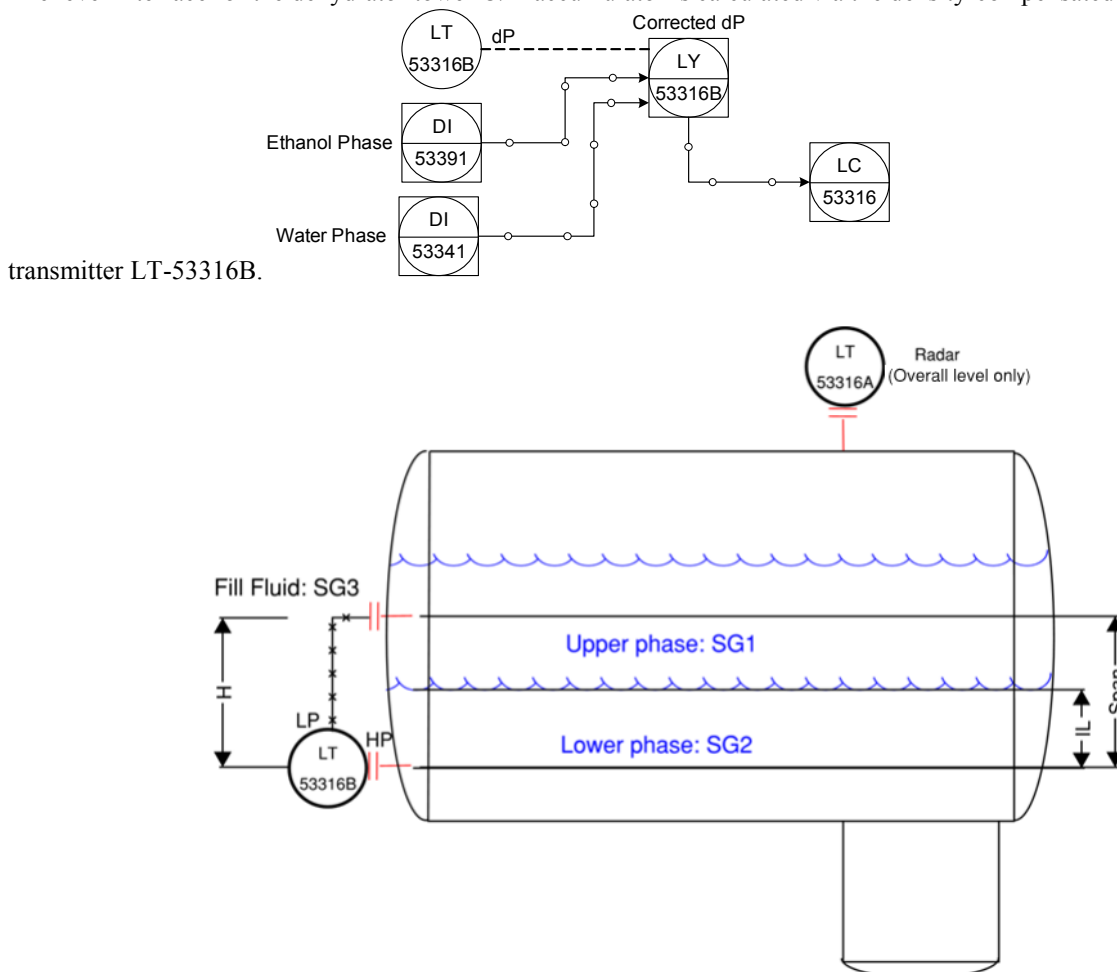 Corrected dP
LT
53316B
dP
LY
53316B
Ethanol Phase
DI
53391
LC
53316
Water Phase
DI
53341
transmitter LT-53316B.
LT
53316A
Radar
(Overall level only)
Fill Fluid: SG3
Upper phase: SG1
H
Span
IL
LP
HP
LT
53316B
Lower phase: SG2